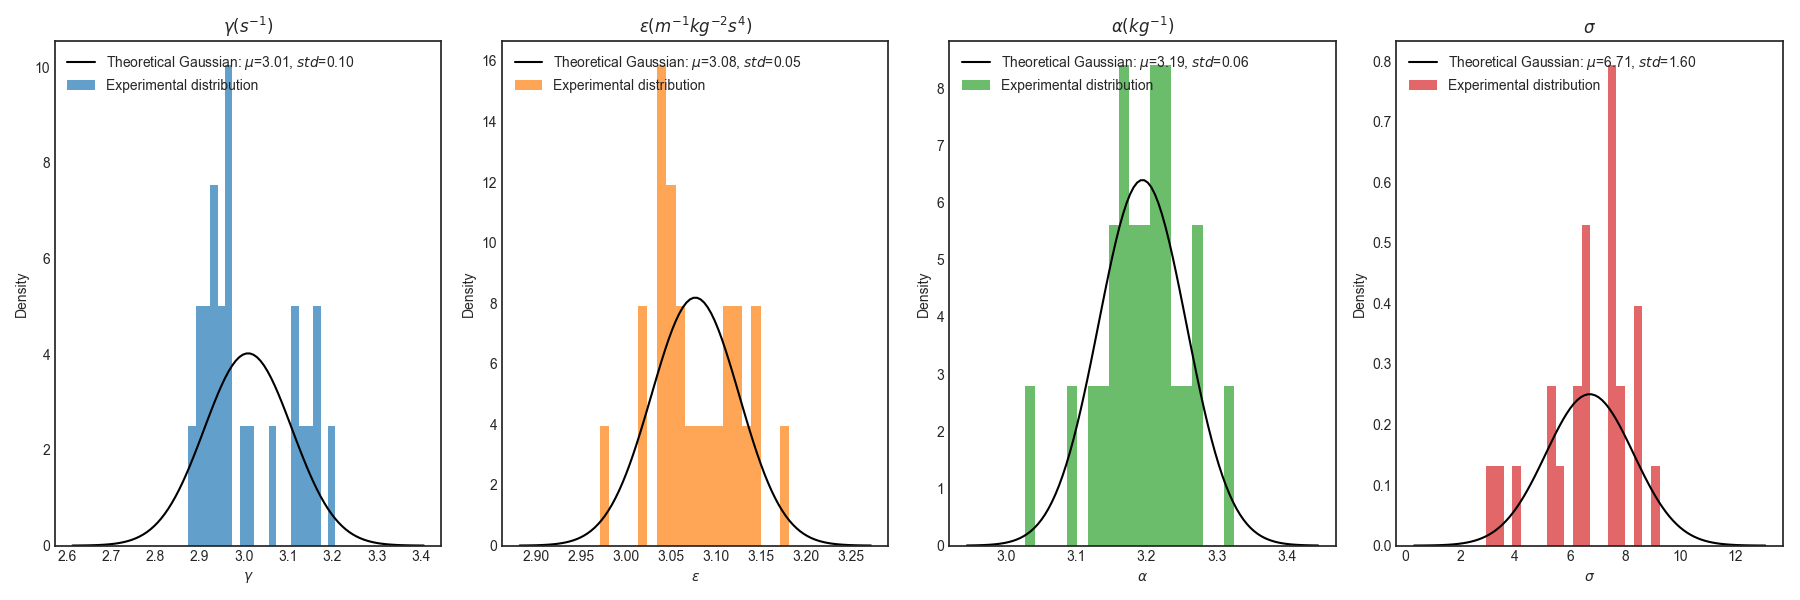 γ(s⁻¹)
Theoretical Gaussian: μ=3.01, std=0.10
Experimental distribution
Density
10
8
6
4
2
0
2.6 2.7 2.8 2.9 3.0 3.1 3.2 3.3 3.4
γ
ε(m⁻¹kg⁻²s⁴)
Theoretical Gaussian: μ=3.08, std=0.05
Experimental distribution
Density
16
14
12
10
8
6
4
2
0
2.90 2.95 3.00 3.05 3.10 3.15 3.20 3.25
ε
α(kg⁻¹)
Theoretical Gaussian: μ=3.19, std=0.06
Experimental distribution
Density
8
7
6
5
4
3
2
1
0
3.0 3.1 3.2 3.3 3.4
α
σ
Theoretical Gaussian: μ=6.71, std=1.60
Experimental distribution
Density
0.8
0.7
0.6
0.5
0.4
0.3
0.2
0.1
0.0
0 2 4 6 8 10 12
σ